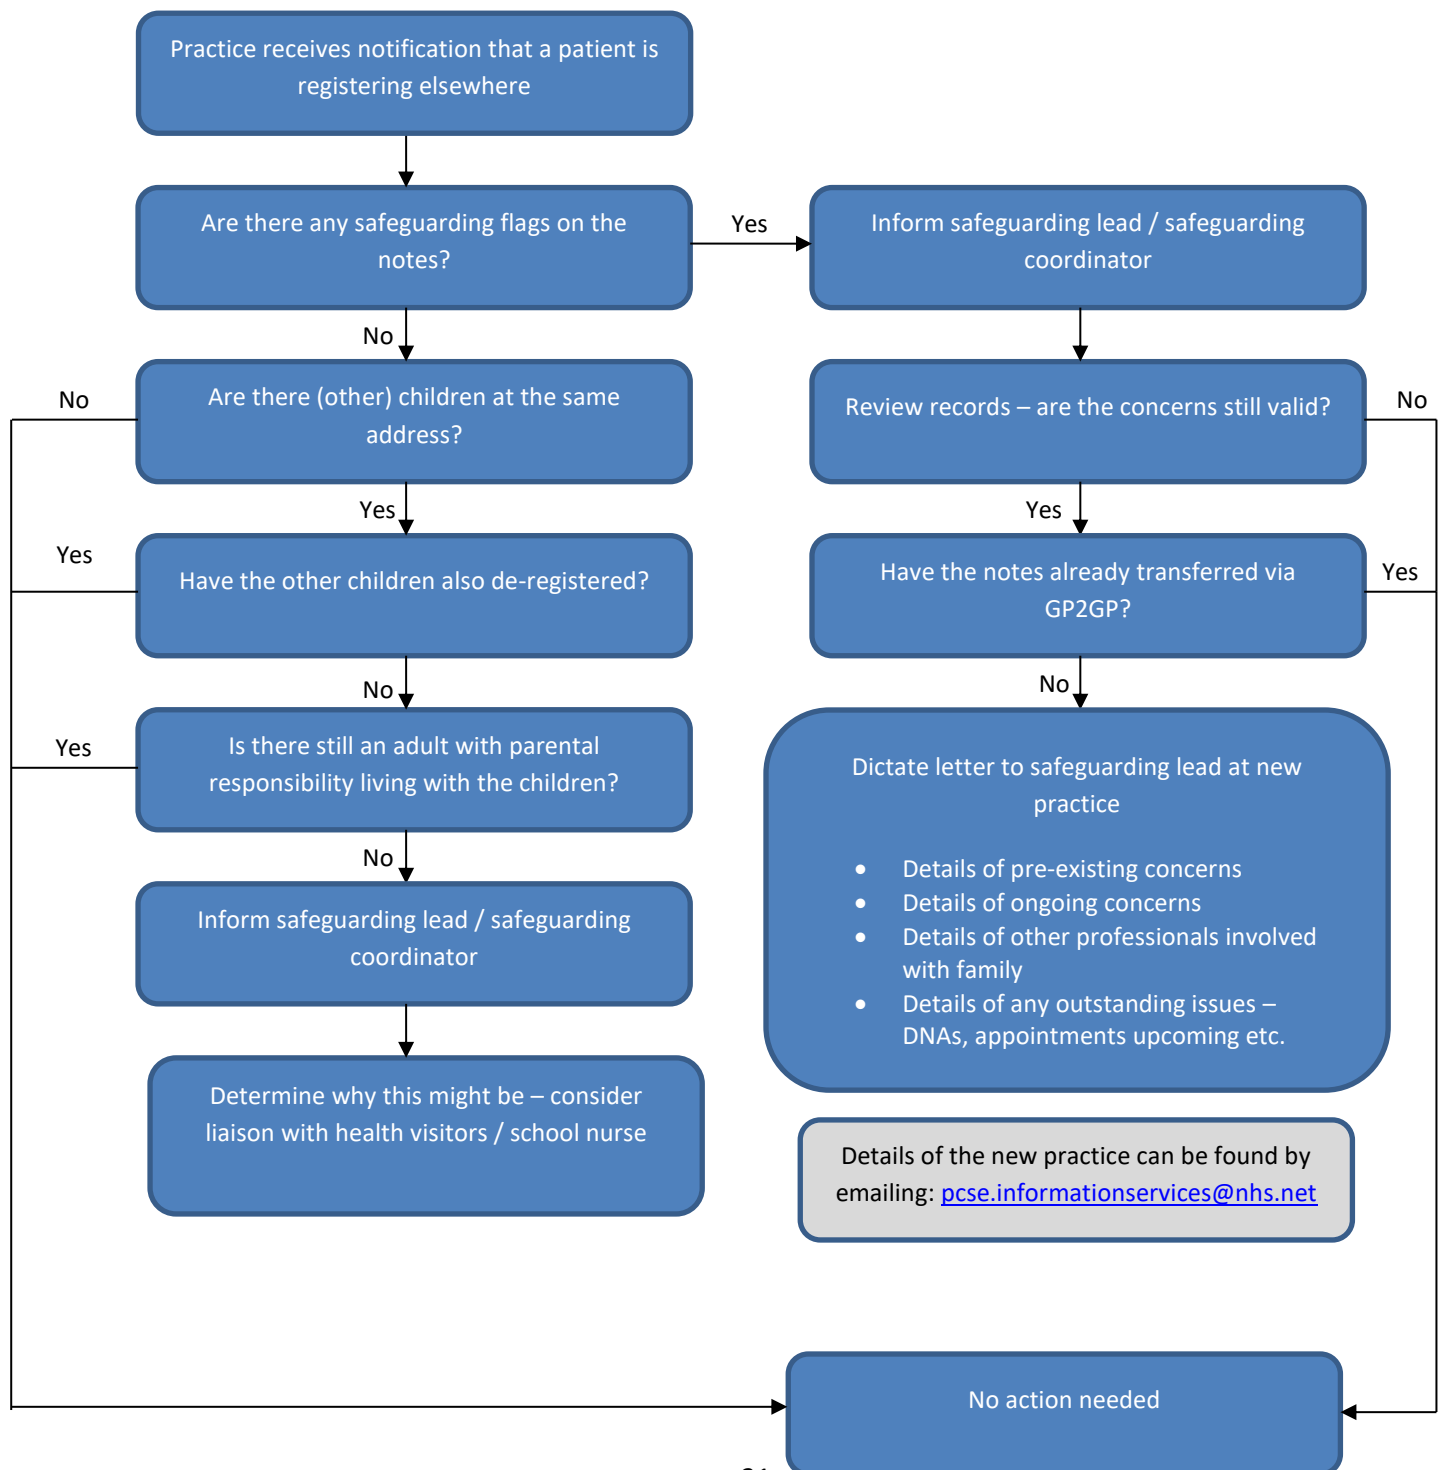 Practice receives notification that a patient is
registering elsewhere
Are there any safeguarding flags on the
notes?
Yes
Inform safeguarding lead / safeguarding
coordinator
No
No
Are there (other) children at the same
address?
Review records – are the concerns still valid?
No
Yes
Yes
Yes
Have the other children also de-registered?
Have the notes already transferred via
GP2GP?
Yes
No
No
Yes
Is there still an adult with parental
responsibility living with the children?
Dictate letter to safeguarding lead at new
practice
• Details of pre-existing concerns
• Details of ongoing concerns
• Details of other professionals involved
with family
• Details of any outstanding issues –
DNAs, appointments upcoming etc.
No
Inform safeguarding lead / safeguarding
coordinator
Determine why this might be – consider
liaison with health visitors / school nurse
Details of the new practice can be found by
emailing: pcse.informationservices@nhs.net
No action needed